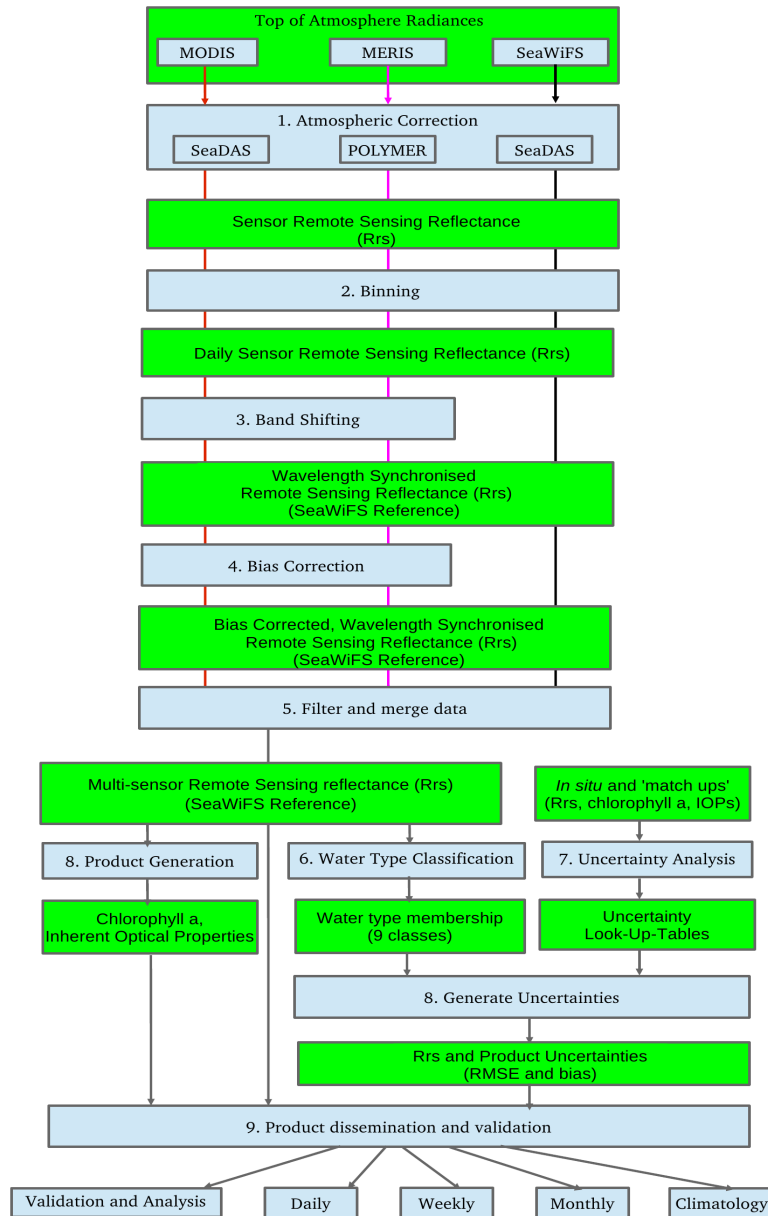 Top of Atmosphere Radiances
MODIS
MERIS
SeaWiFS
1. Atmospheric Correction
SeaDAS
POLYMER
SeaDAS
Sensor Remote Sensing Reflectance
(Rrs)
2. Binning
Daily Sensor Remote Sensing Reflectance (Rrs)
3. Band Shifting
Wavelength Synchronised
Remote Sensing Reflectance (Rrs)
(SeaWiFS Reference)
4. Bias Correction
Bias Corrected, Wavelength Synchronised
Remote Sensing Reflectance (Rrs)
(SeaWiFS Reference)
5. Filter and merge data
Multi-sensor Remote Sensing reflectance (Rrs)
(SeaWiFS Reference)
In situ and 'match ups'
(Rrs, chlorophyll a, IOPs)
8. Product Generation
6. Water Type Classification
7. Uncertainty Analysis
Chlorophyll a,
Inherent Optical Properties
Water type membership
(9 classes)
Uncertainty
Look-Up-Tables
8. Generate Uncertainties
Rrs and Product Uncertainties
(RMSE and bias)
9. Product dissemination and validation
Validation and Analysis
Daily
Weekly
Monthly
Climatology